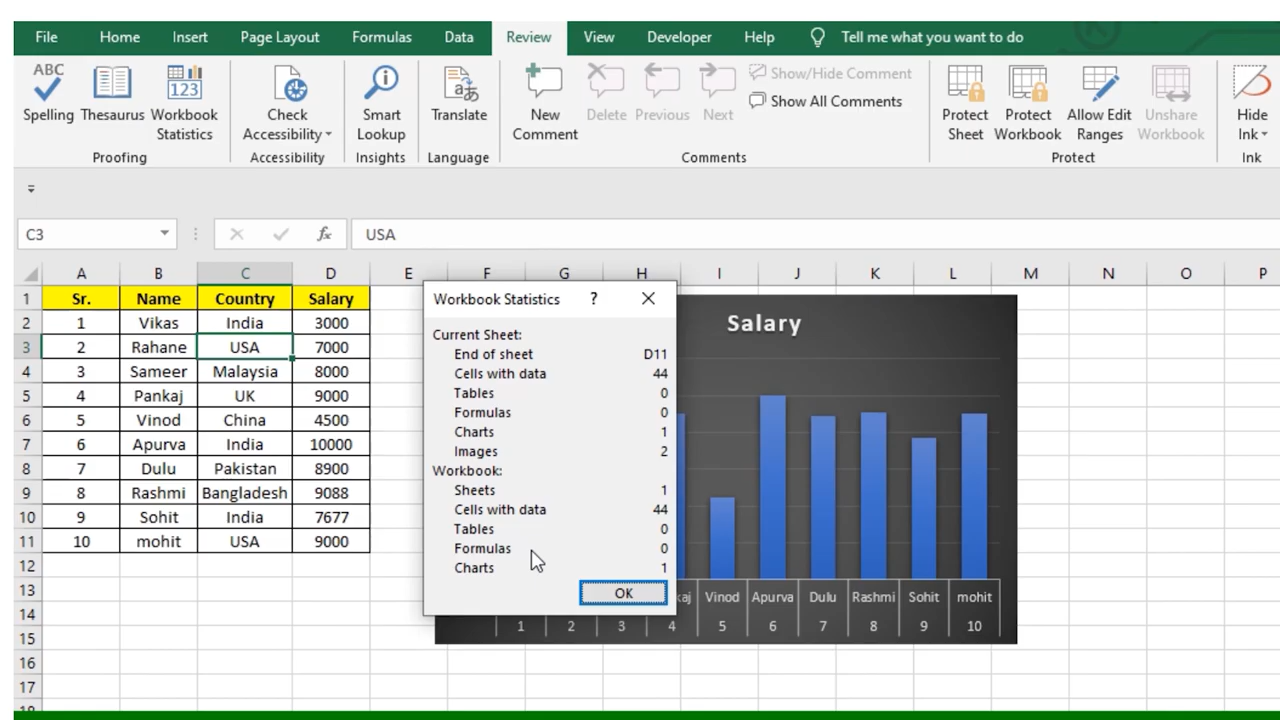 File Home Insert Page Layout Formulas Data Review View Developer Help Tell me what you want to do
ABC
Spelling Thesaurus Workbook Statistics
123
Check Accessibility
Smart Lookup
Translate
New Comment
Delete Previous Next
Show/Hide Comment
Show All Comments
Protect Sheet
Protect Workbook
Allow Edit Ranges
Unshare Workbook
Hide Ink
Proofing Accessibility Insights Language Comments Protect Ink
C3 fx USA
A B C D E F G H I J K L M N O P
1 Sr. Name Country Salary
2 1 Vikas India 3000
3 2 Rahane USA 7000
4 3 Sameer Malaysia 8000
5 4 Pankaj UK 9000
6 5 Vinod China 4500
7 6 Apurva India 10000
8 7 Dulu Pakistan 8900
9 8 Rashmi Bangladesh 9088
10 9 Sohit India 7677
11 10 mohit USA 9000
12
13
14
15
16
17
18
Workbook Statistics ?
Current Sheet:
End of sheet D11
Cells with data 44
Tables 0
Formulas 0
Charts 1
Images 2
Workbook:
Sheets 1
Cells with data 44
Tables 0
Formulas 0
Charts 1
OK
Salary
Vinod Apurva Dulu Rashmi Sohit mohit
1 2 3 4 5 6 7 8 9 10